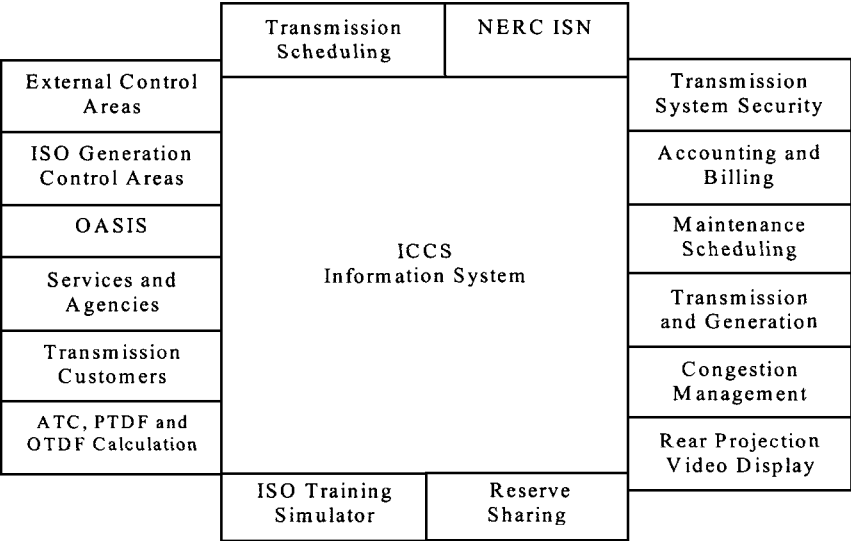 Transmission
Scheduling
NERC ISN
External Control
Areas
ISO Generation
Control Areas
OASIS
Services and
Agencies
Transmission
Customers
ATC, PTDF and
OTDF Calculation
ICCS
Information System
Transmission
System Security
Accounting and
Billing
Maintenance
Scheduling
Transmission
and Generation
Congestion
Management
Rear Projection
Video Display
ISO Training
Simulator
Reserve
Sharing